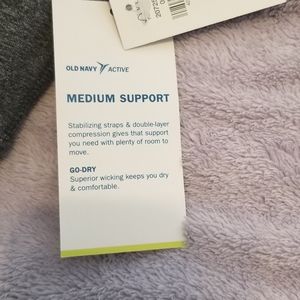 OLD NAVY ACTIVE
MEDIUM SUPPORT
Stabilizing straps & double-layer
compression gives that support
you need with plenty of room to
move.
GO-DRY
Superior wicking keeps you dry
& comfortable.